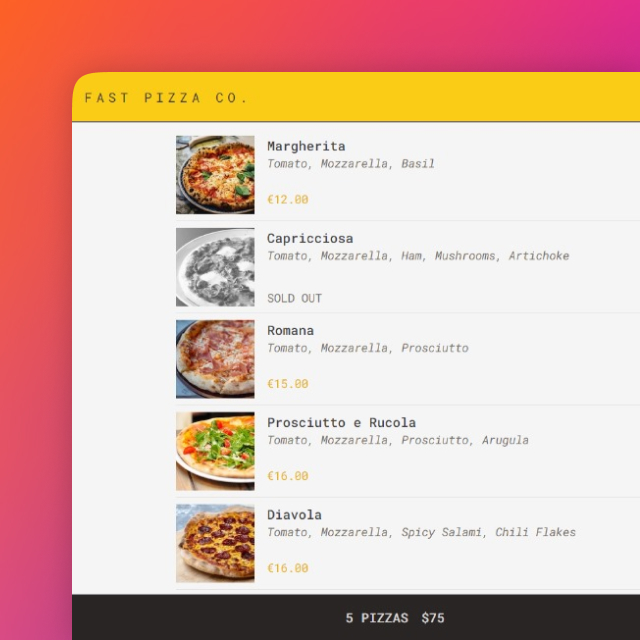 FAST PIZZA CO.
Margherita
Tomato, Mozzarella, Basil
€12.00
Capricciosa
Tomato, Mozzarella, Ham, Mushrooms, Artichoke
SOLD OUT
Romana
Tomato, Mozzarella, Prosciutto
€15.00
Prosciutto e Rucola
Tomato, Mozzarella, Prosciutto, Arugula
€16.00
Diavola
Tomato, Mozzarella, Spicy Salami, Chili Flakes
€16.00
5 PIZZAS $75